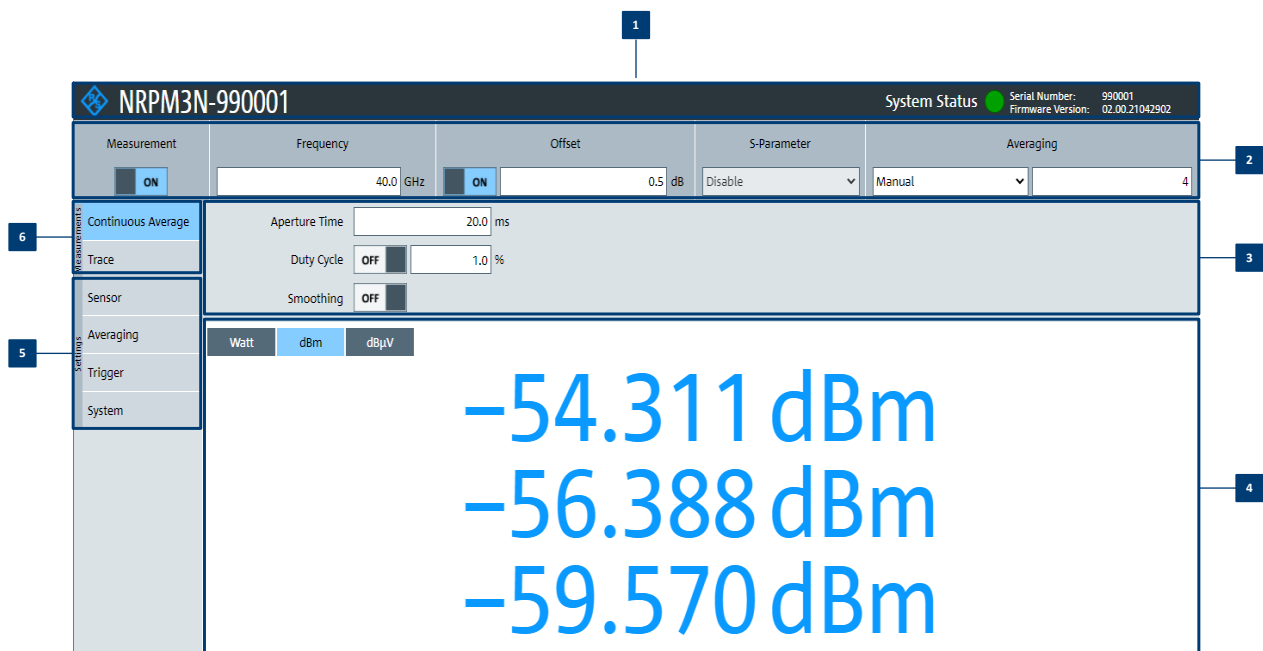 1
NRPM3N-990001
System Status
Serial Number: 990001
Firmware Version: 02.00.21042902
Measurement Frequency Offset S-Parameter Averaging
ON 40.0 GHz ON 0.5 dB Disable Manual 4
2
Measurements
Continuous Average
Trace
6
Aperture Time 20.0 ms
Duty Cycle OFF 1.0 %
Smoothing OFF
3
Settings
Sensor
Averaging
Trigger
System
5
Watt dBm dBµV
−54.311 dBm
−56.388 dBm
−59.570 dBm
4